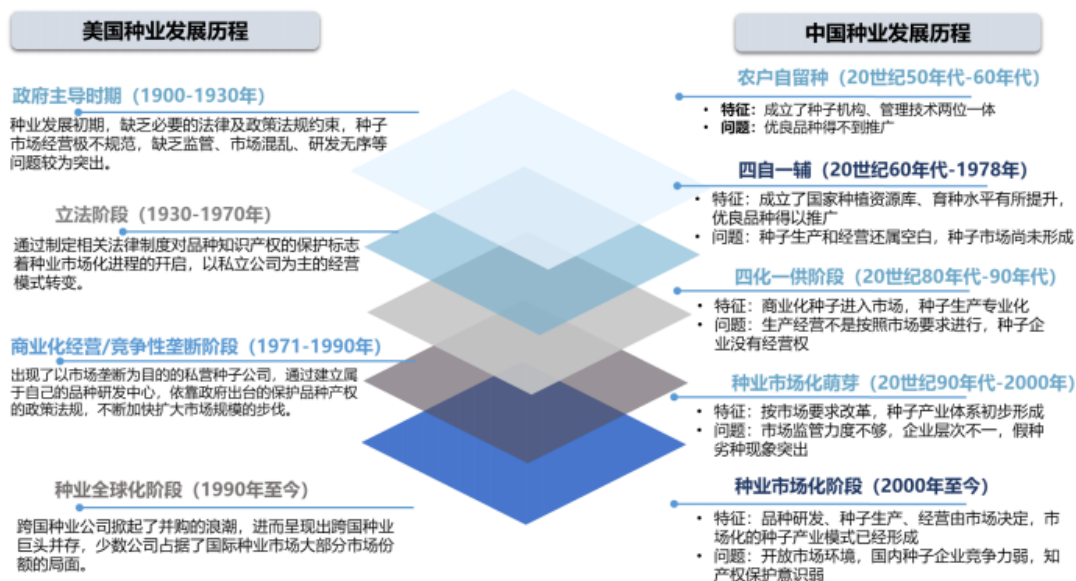 美国种业发展历程
政府主导时期（1900-1930年）
种业发展初期，缺乏必要的法律及政策法规约束，种子
市场经营极不规范，缺乏监管、市场混乱、研发无序等
问题较为突出。
立法阶段（1930-1970年）
通过制定相关法律制度对品种知识产权的保护标志
着种业市场化进程的开启，以私立公司为主的经营
模式转变。
商业化经营/竞争性垄断阶段（1971-1990年）
出现了以市场垄断为目的的私营种子公司，通过建立属
于自己的品种研发中心，依靠政府出台的保护品种产权
的政策法规，不断加快扩大市场规模的步伐。
种业全球化阶段（1990年至今）
跨国种业公司掀起了并购的浪潮，进而呈现出跨国种业
巨头并存，少数公司占据了国际种业市场大部分市场份
额的局面。
中国种业发展历程
农户自留种（20世纪50年代-60年代）
• 特征：成立了种子机构、管理技术两位一体
• 问题：优良品种得不到推广
四自一辅（20世纪60年代-1978年）
• 特征：成立了国家种植资源库、育种水平有所提升，
优良品种得以推广
• 问题：种子生产和经营还属空白，种子市场尚未形成
四化一供阶段（20世纪80年代-90年代）
• 特征：商业化种子进入市场，种子生产专业化
• 问题：生产经营不是按照市场要求进行，种子企
业没有经营权
种业市场化萌芽（20世纪90年代-2000年）
• 特征：按市场要求改革，种子产业体系初步形成
• 问题：市场监管力度不够，企业层次不一，假种
劣种现象突出
种业市场化阶段（2000年至今）
• 特征：品种研发、种子生产、经营由市场决定，市
场化的种子产业模式已经形成
• 问题：开放市场环境，国内种子企业竞争力弱，知
产权保护意识弱